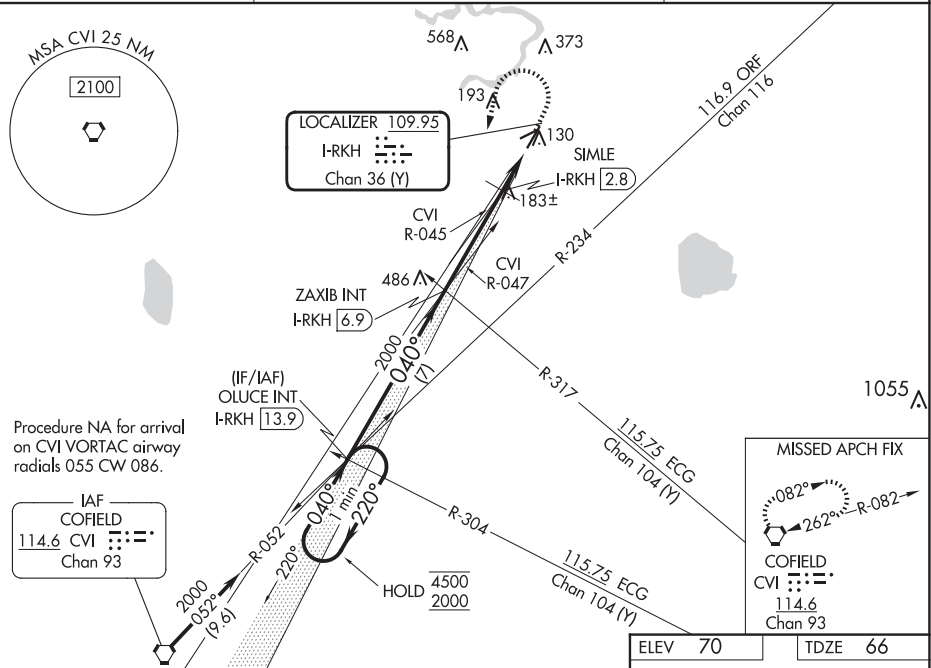 MSA CVI 25 NM
2100
568
373
193
LOCALIZER 109.95
I-RKH
Chan 36 (Y)
130
SIMLE
I-RKH 2.8
183±
116.9 ORF
Chan 116
R-234
CVI
R-045
CVI
R-047
486
ZAXIB INT
I-RKH 6.9
2000
040°
(7)
R-317
115.75 ECG
Chan 104 (Y)
1055
(IF/IAF)
OLUCE INT
I-RKH 13.9
Procedure NA for arrival
on CVI VORTAC airway
radials 055 CW 086.
IAF
COFIELD
114.6 CVI
Chan 93
R-052
2000
052°
(9.6)
040°
1 min
220°
220°
HOLD 4500
2000
R-304
115.75 ECG
Chan 104 (Y)
MISSED APCH FIX
082°
262°
R-082
COFIELD
CVI
114.6
Chan 93
ELEV 70
TDZE 66